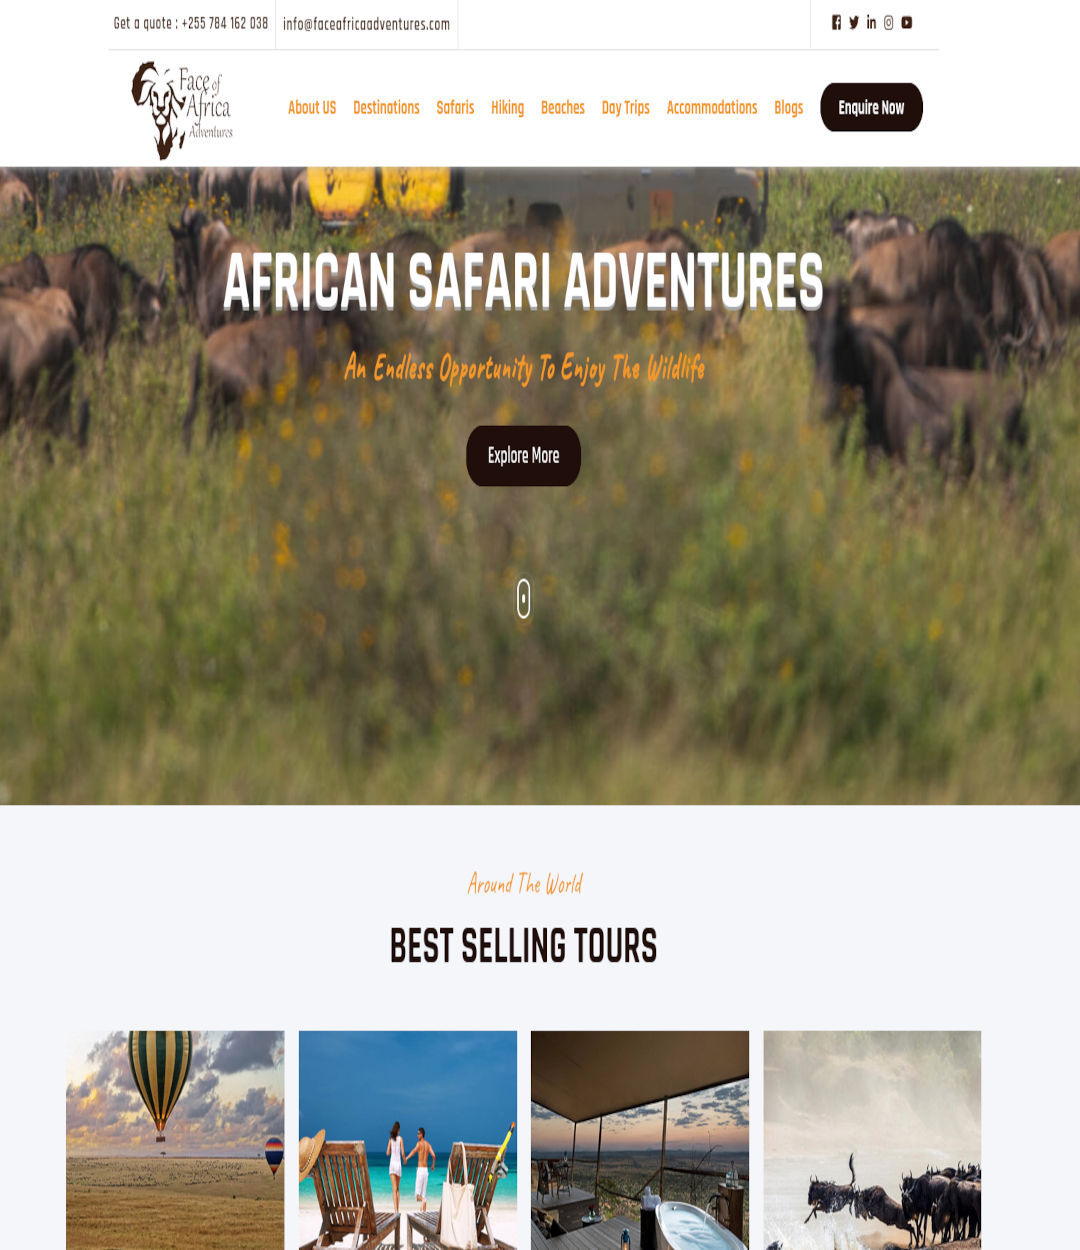 Get a quote : +255 784 162 038
info@faceafricaadventures.com
Face of
Africa
Adventures
About US
Destinations
Safaris
Hiking
Beaches
Day Trips
Accommodations
Blogs
Enquire Now
AFRICAN SAFARI ADVENTURES
An Endless Opportunity To Enjoy The Wildlife
Explore More
Around The World
BEST SELLING TOURS